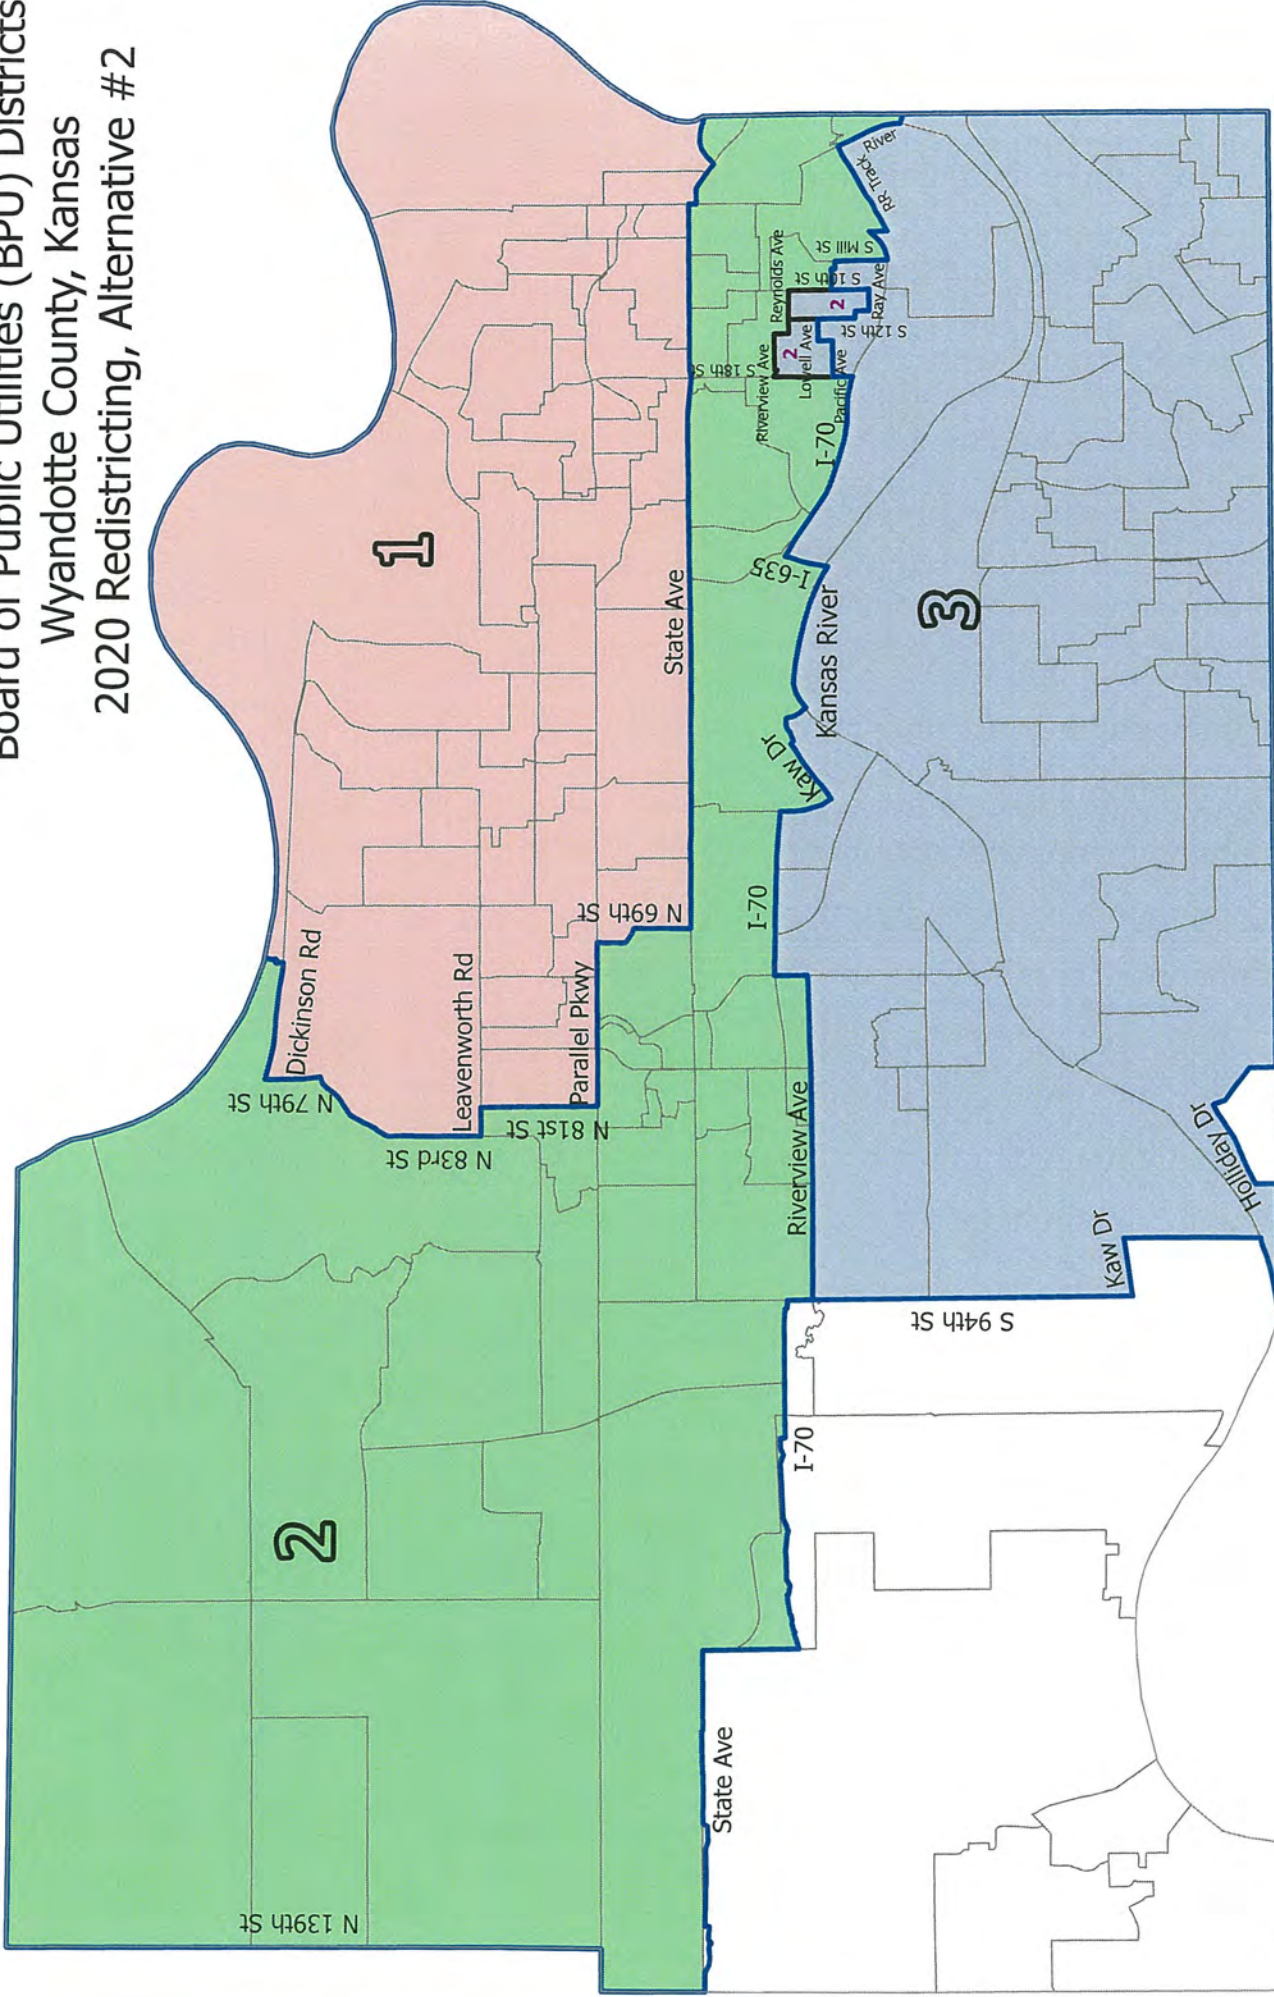 Board of Public Utilities (BPU) Districts
Wyandotte County, Kansas
2020 Redistricting, Alternative #2
1
2
3
Dickinson Rd
N 79th St
Leavenworth Rd
N 83rd St
Parallel Pkwy
N 81st St
N 69th St
State Ave
N 139th St
State Ave
I-70
Riverview Ave
I-70
Kaw Dr
Kansas River
I-635
I-70
S 18th St
Riverview Ave
Reynolds Ave
Lowell Ave
Pacific Ave
2
2
S 10th St
S 12th St
Ray Ave
S Mill St
RR Track
River
S 94th St
Kaw Dr
Holliday Dr